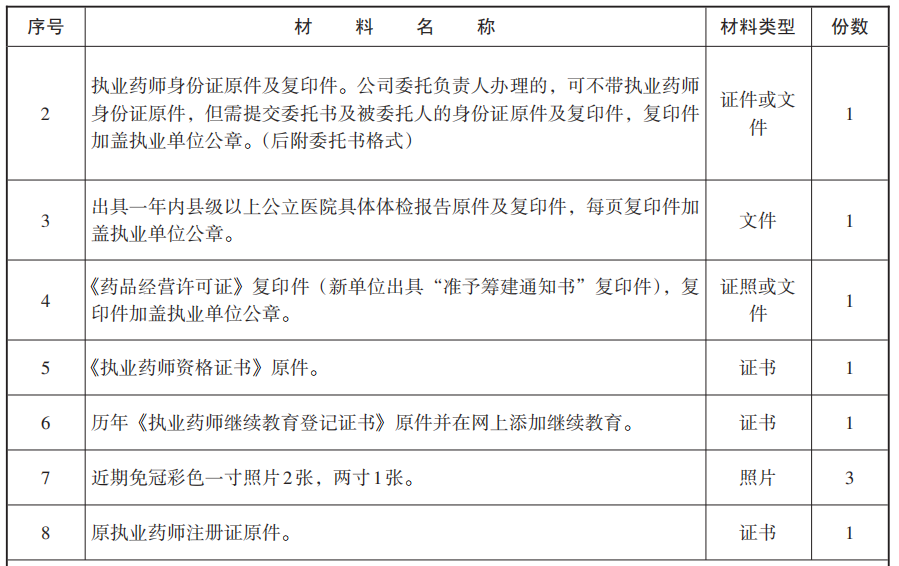 序号 材料名称 材料类型 份数
2 执业药师身份证原件及复印件。公司委托负责人办理的，可不带执业药师
身份证原件，但需提交委托书及被委托人的身份证原件及复印件，复印件
加盖执业单位公章。（后附委托书格式） 证件或文
件 1
3 出具一年内县级以上公立医院具体体检报告原件及复印件，每页复印件加
盖执业单位公章。 文件 1
4 《药品经营许可证》复印件（新单位出具“准予筹建通知书”复印件），复
印件加盖执业单位公章。 证照或文
件 1
5 《执业药师资格证书》原件。 证书 1
6 历年《执业药师继续教育登记证书》原件并在网上添加继续教育。 证书 1
7 近期免冠彩色一寸照片2张，两寸1张。 照片 3
8 原执业药师注册证原件。 证书 1